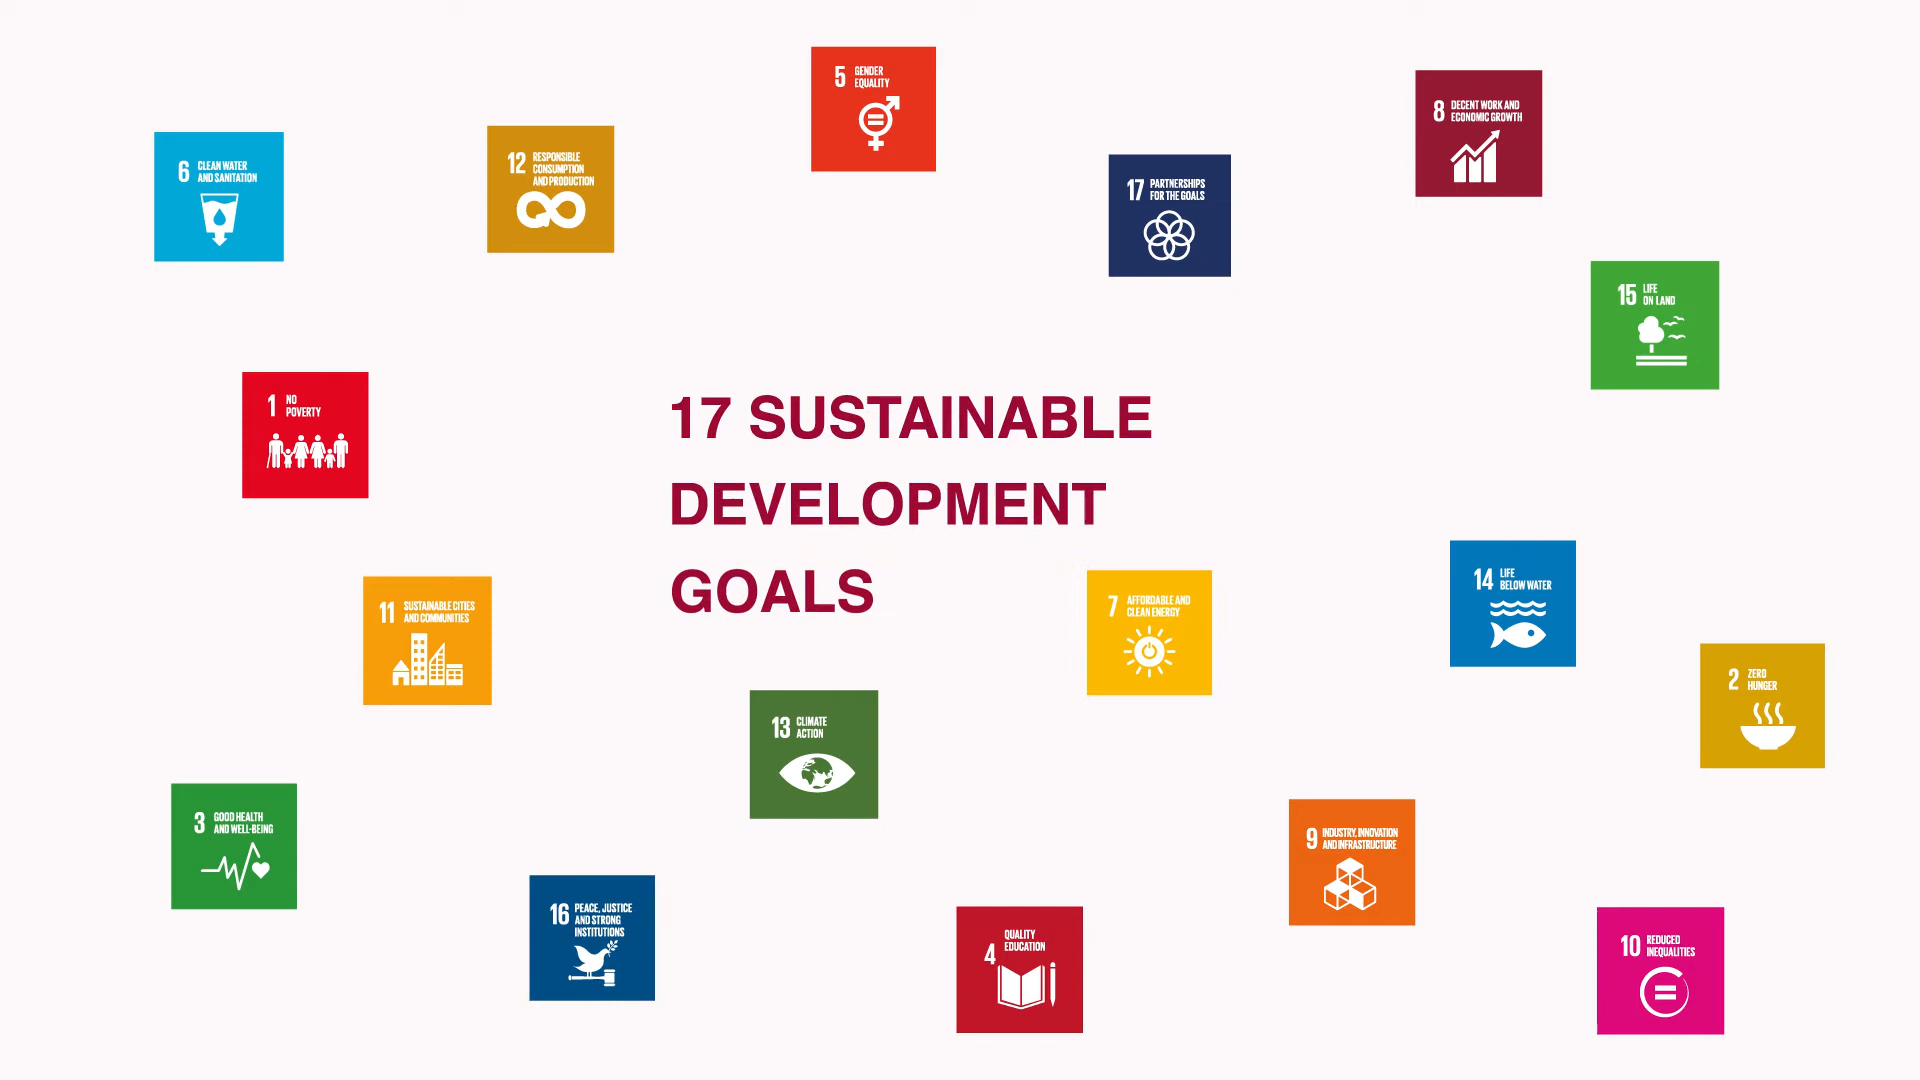 5 GENDER
EQUALITY
8 DECENT WORK AND
ECONOMIC GROWTH
6 CLEAN WATER
AND SANITATION
12 RESPONSIBLE
CONSUMPTION
AND PRODUCTION
17 PARTNERSHIPS
FOR THE GOALS
15 LIFE
ON LAND
1 NO
POVERTY
17 SUSTAINABLE
DEVELOPMENT
GOALS
11 SUSTAINABLE CITIES
AND COMMUNITIES
7 AFFORDABLE AND
CLEAN ENERGY
14 LIFE
BELOW WATER
2 ZERO
HUNGER
13 CLIMATE
ACTION
3 GOOD HEALTH
AND WELL-BEING
9 INDUSTRY, INNOVATION
AND INFRASTRUCTURE
16 PEACE, JUSTICE
AND STRONG
INSTITUTIONS
4 QUALITY
EDUCATION
10 REDUCED
INEQUALITIES